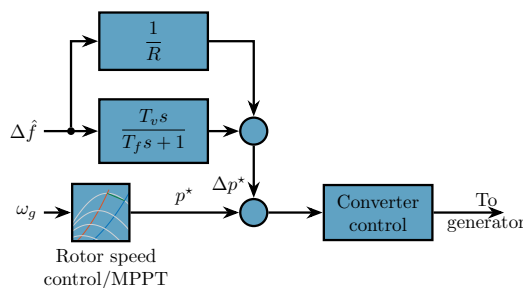 1
R
Δf̂
T_v s
T_f s + 1
Δp*
ω_g
p*
Converter
control
To
generator
Rotor speed
control/MPPT